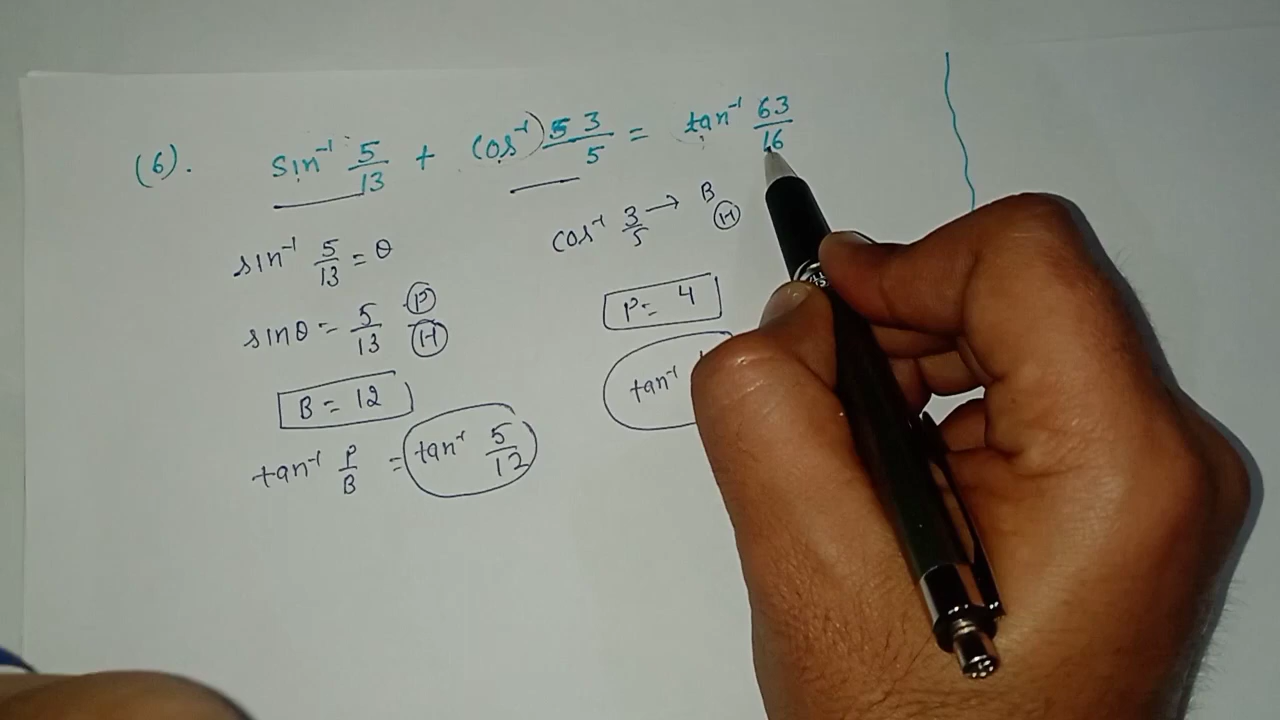 (6). sin⁻¹ 5/13 + cos⁻¹) 53/5 = tan⁻¹ 63/16
sin⁻¹ 5/13 = θ
cos⁻¹ 3/5 → B H
sinθ = 5/13 P/H
P = 4
B = 12
tan⁻¹
tan⁻¹ P/B = tan⁻¹ 5/12